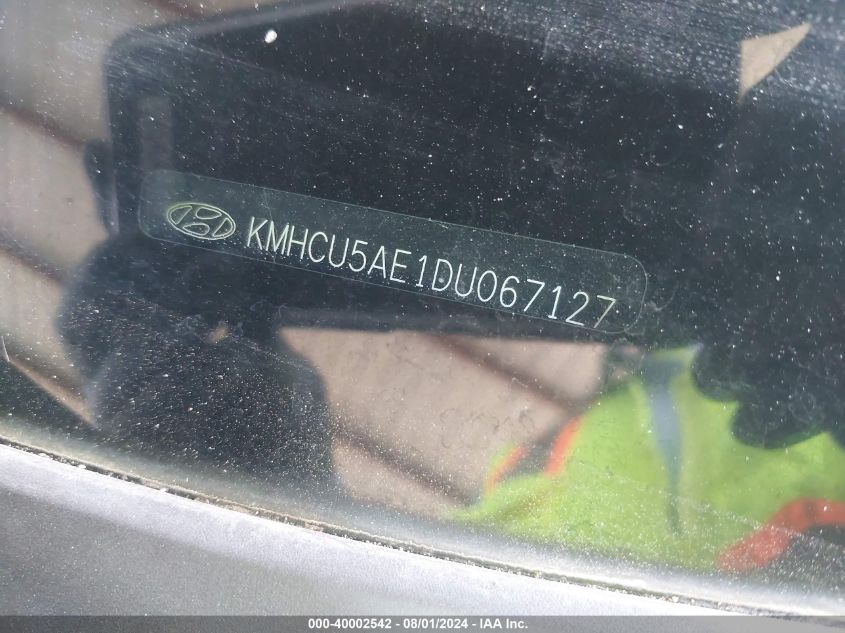 KMHCU5AE1DU067127
000-40002542 - 08/01/2024 - IAA Inc.